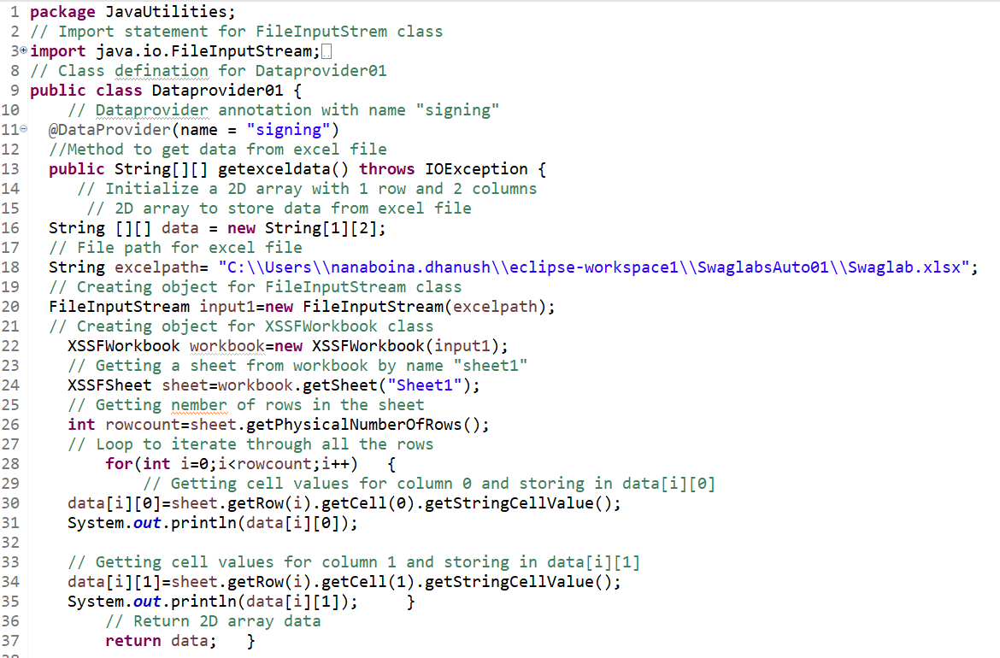 1 package JavaUtilities;
2 // Import statement for FileInputStrem class
3 import java.io.FileInputStream;
8 // Class defination for Dataprovider01
9 public class Dataprovider01 {
10     // Dataprovider annotation with name "signing"
11   @DataProvider(name = "signing")
12   //Method to get data from excel file
13   public String[][] getexceldata() throws IOException {
14      // Initialize a 2D array with 1 row and 2 columns
15       // 2D array to store data from excel file
16   String [][] data = new String[1][2];
17   // File path for excel file
18   String excelpath= "C:\\Users\\nanaboina.dhanush\\eclipse-workspace1\\SwaglabsAuto01\\Swaglab.xlsx";
19   // Creating object for FileInputStream class
20   FileInputStream input1=new FileInputStream(excelpath);
21   // Creating object for XSSFWorkbook class
22     XSSFWorkbook workbook=new XSSFWorkbook(input1);
23     // Getting a sheet from workbook by name "sheet1"
24     XSSFSheet sheet=workbook.getSheet("Sheet1");
25     // Getting nember of rows in the sheet
26     int rowcount=sheet.getPhysicalNumberOfRows();
27     // Loop to iterate through all the rows
28         for(int i=0;i<rowcount;i++)   {
29             // Getting cell values for column 0 and storing in data[i][0]
30     data[i][0]=sheet.getRow(i).getCell(0).getStringCellValue();
31     System.out.println(data[i][0]);
32
33     // Getting cell values for column 1 and storing in data[i][1]
34     data[i][1]=sheet.getRow(i).getCell(1).getStringCellValue();
35     System.out.println(data[i][1]);     }
36         // Return 2D array data
37         return data;   }